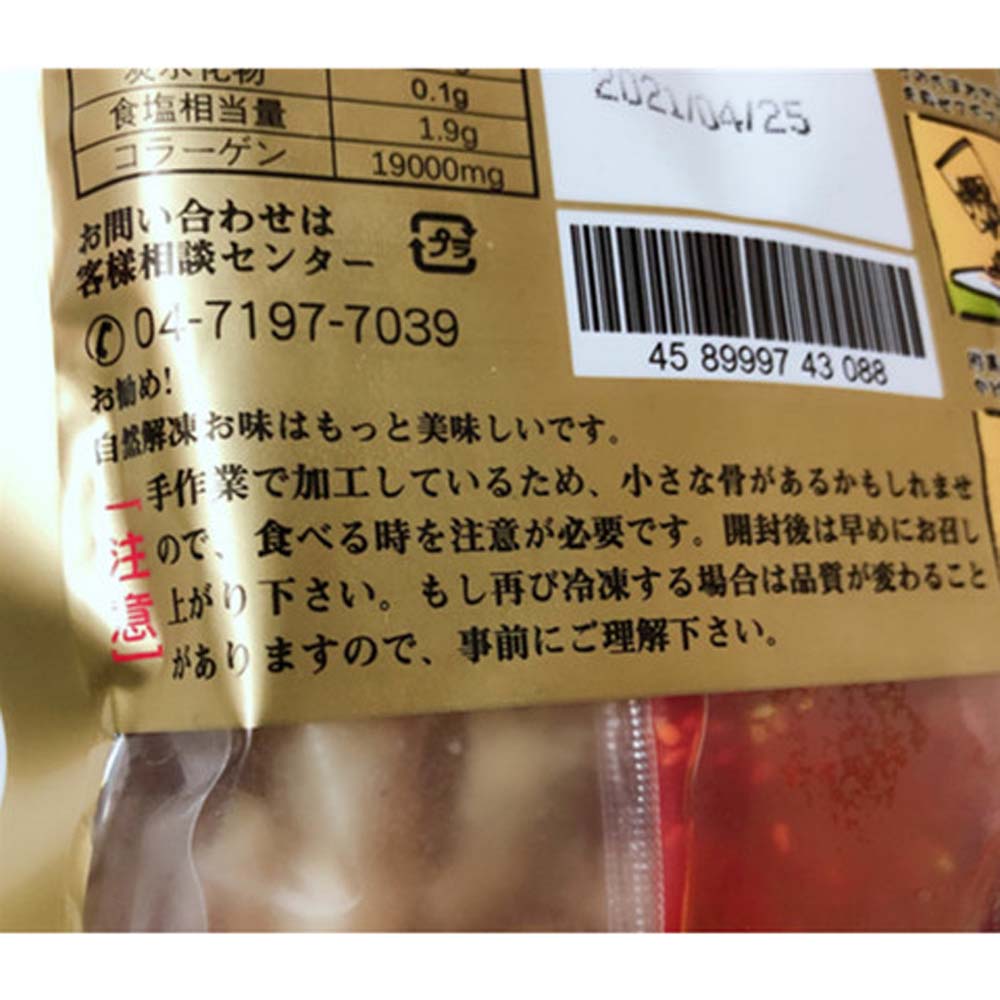 炭水化物
0.1g
食塩相当量
1.9g
コラーゲン
19000mg
2021/04/25
お問い合わせは
客様相談センター
プラ
04-7197-7039
45 89997 43 088
お勧め!
自然解凍お味はもっと美味しいです。
【注意】
手作業で加工しているため、小さな骨があるかもしれませ
ので、食べる時を注意が必要です。開封後は早めにお召し
上がり下さい。もし再び冷凍する場合は品質が変わること
がありますので、事前にご理解下さい。